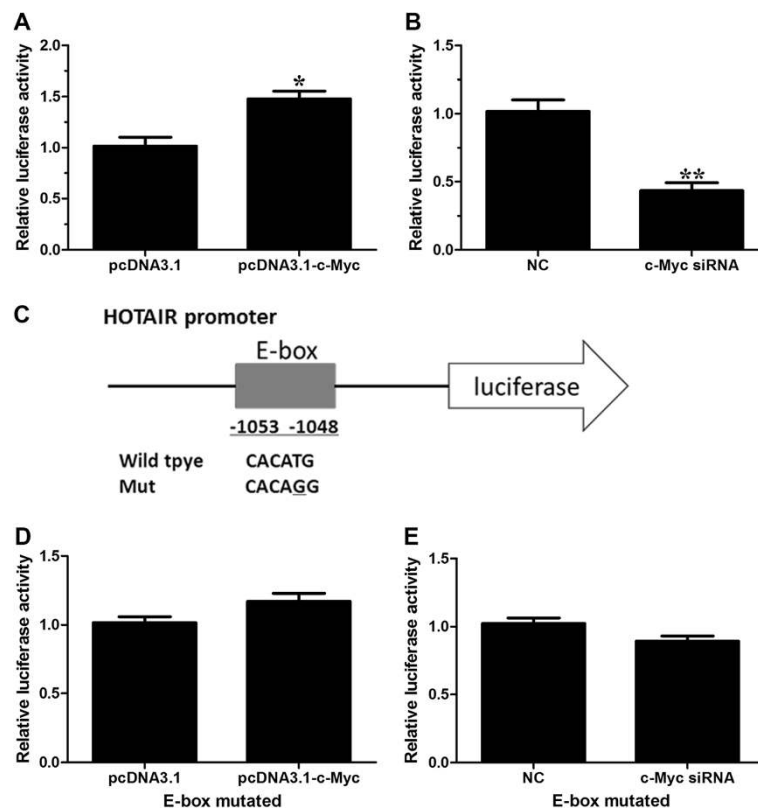 A
Relative luciferase activity
2.0
1.5
1.0
0.5
0.0
*
pcDNA3.1
pcDNA3.1-c-Myc
B
Relative luciferase activity
1.5
1.0
0.5
0.0
**
NC
c-Myc siRNA
C
HOTAIR promoter
E-box
luciferase
-1053 -1048
Wild tpye CACATG
Mut CACAGG
D
Relative luciferase activity
1.5
1.0
0.5
0.0
pcDNA3.1
pcDNA3.1-c-Myc
E-box mutated
E
Relative luciferase activity
1.5
1.0
0.5
0.0
NC
c-Myc siRNA
E-box mutated